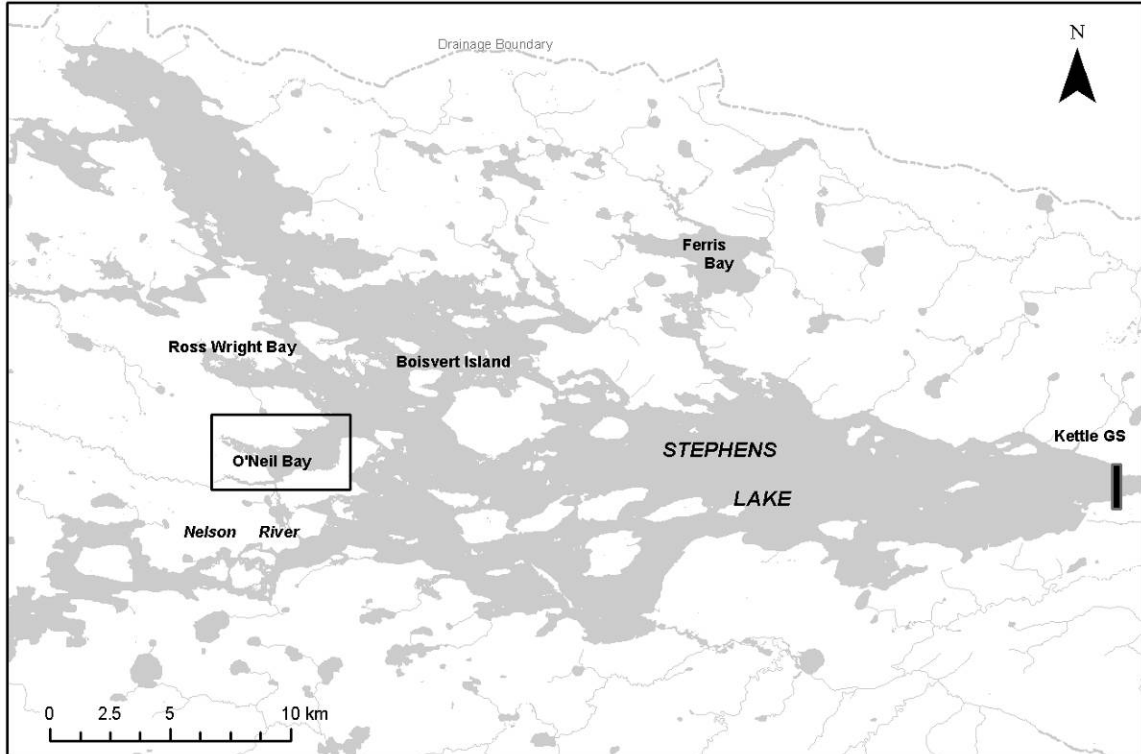 Drainage Boundary
N
Ferris
Bay
Ross Wright Bay
Boisvert Island
Kettle GS
STEPHENS
O'Neil Bay
LAKE
Nelson River
0 2.5 5 10 km